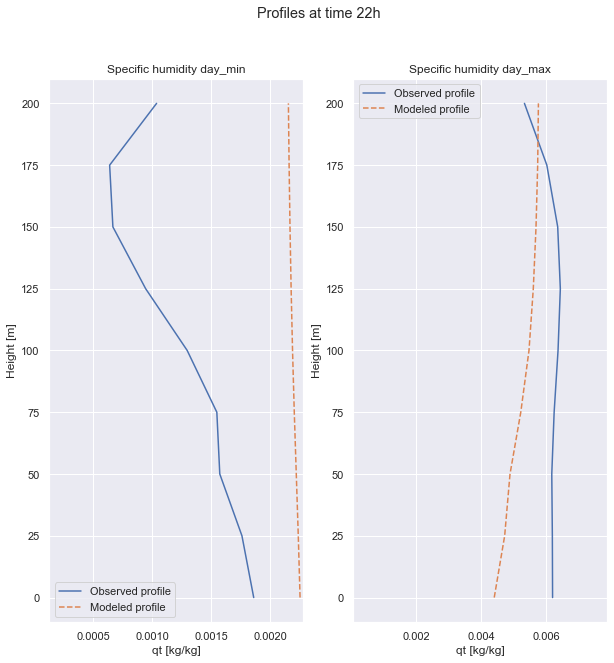 Profiles at time 22h
Specific humidity day_min
200
175
150
125
100
75
50
25
0
Height [m]
Observed profile
Modeled profile
0.0005 0.0010 0.0015 0.0020
qt [kg/kg]
Specific humidity day_max
Observed profile
Modeled profile
200
175
150
125
100
75
50
25
0
Height [m]
0.002 0.004 0.006
qt [kg/kg]